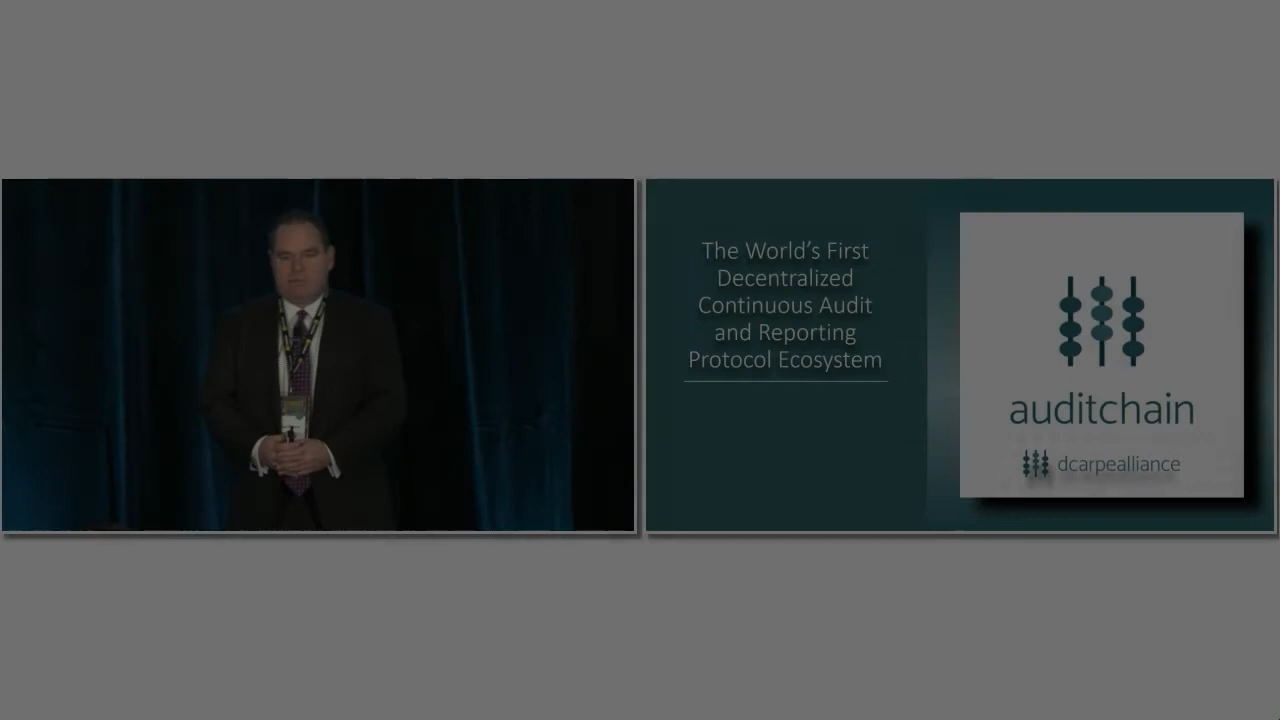 The World's First
Decentralized
Continuous Audit
and Reporting
Protocol Ecosystem
auditchain
dcarpealliance